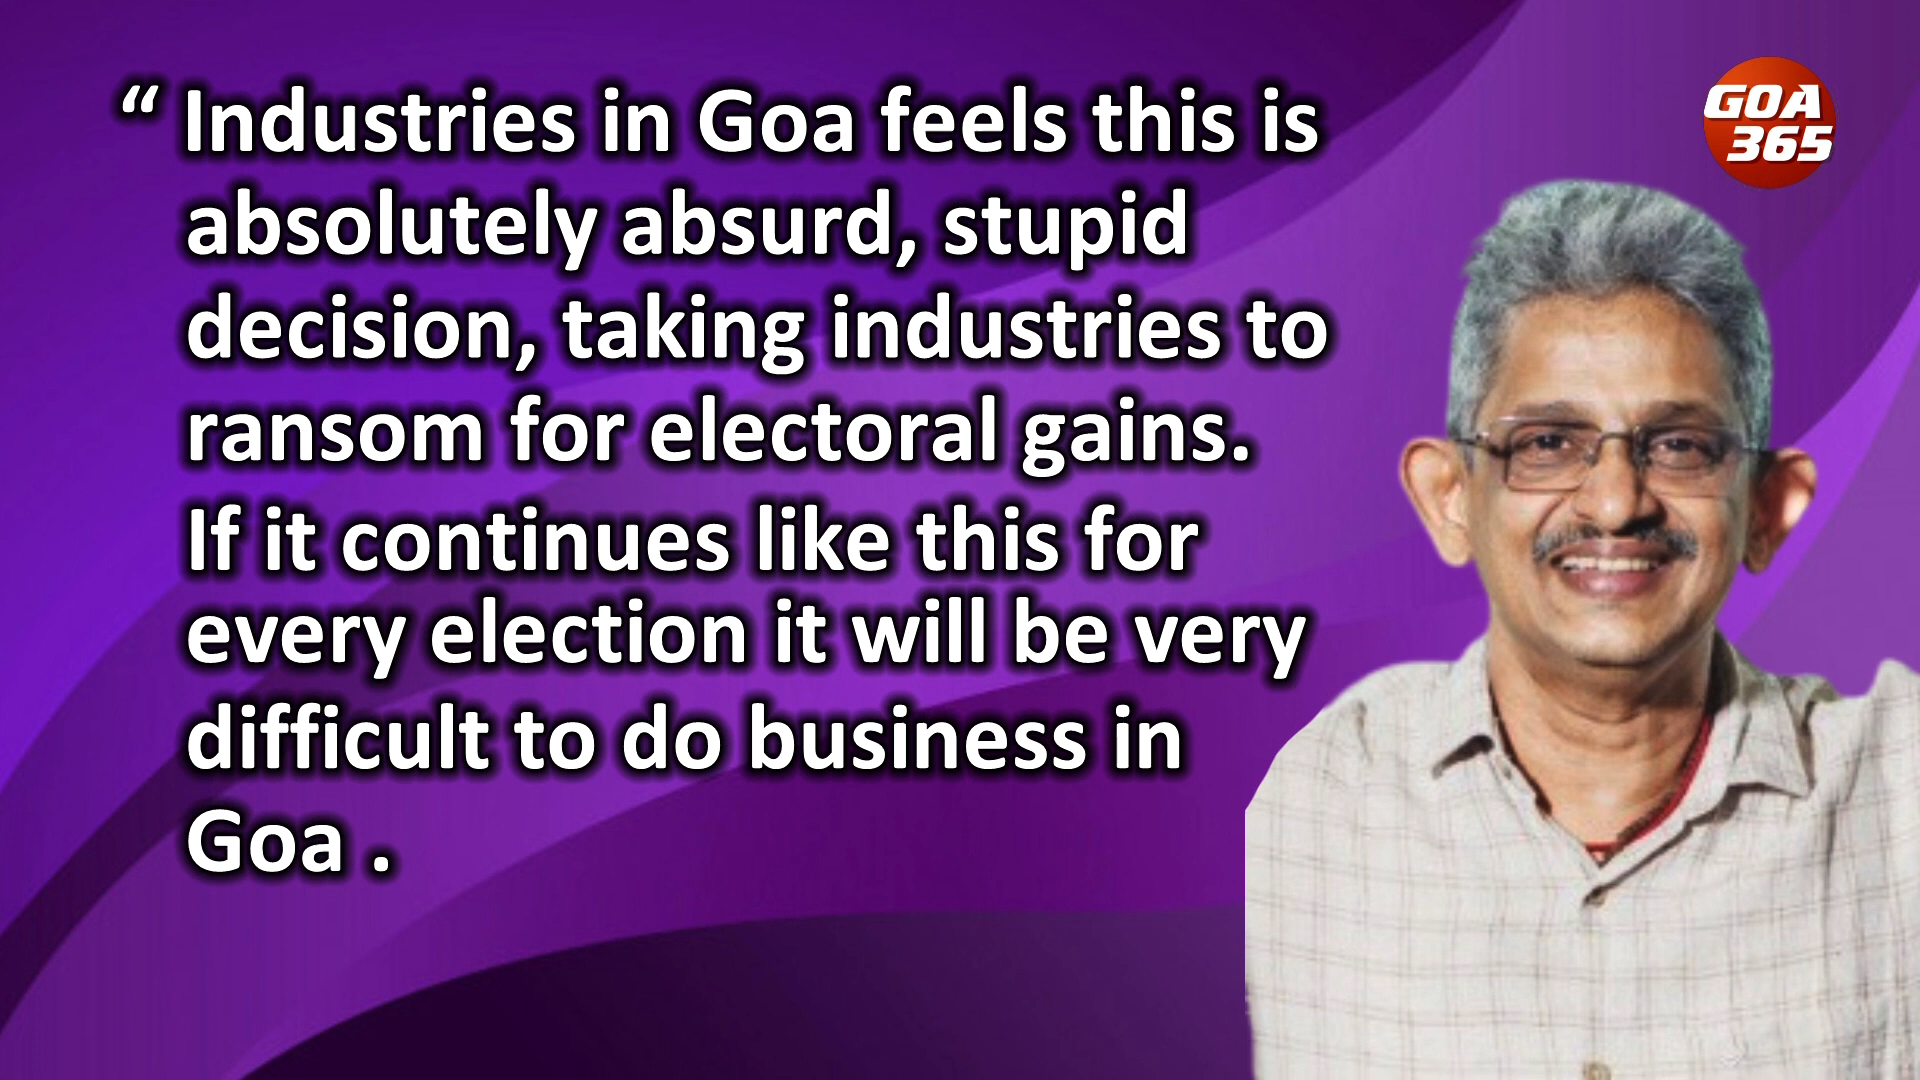 “ Industries in Goa feels this is
absolutely absurd, stupid
decision, taking industries to
ransom for electoral gains.
If it continues like this for
every election it will be very
difficult to do business in
Goa .
GOA
365